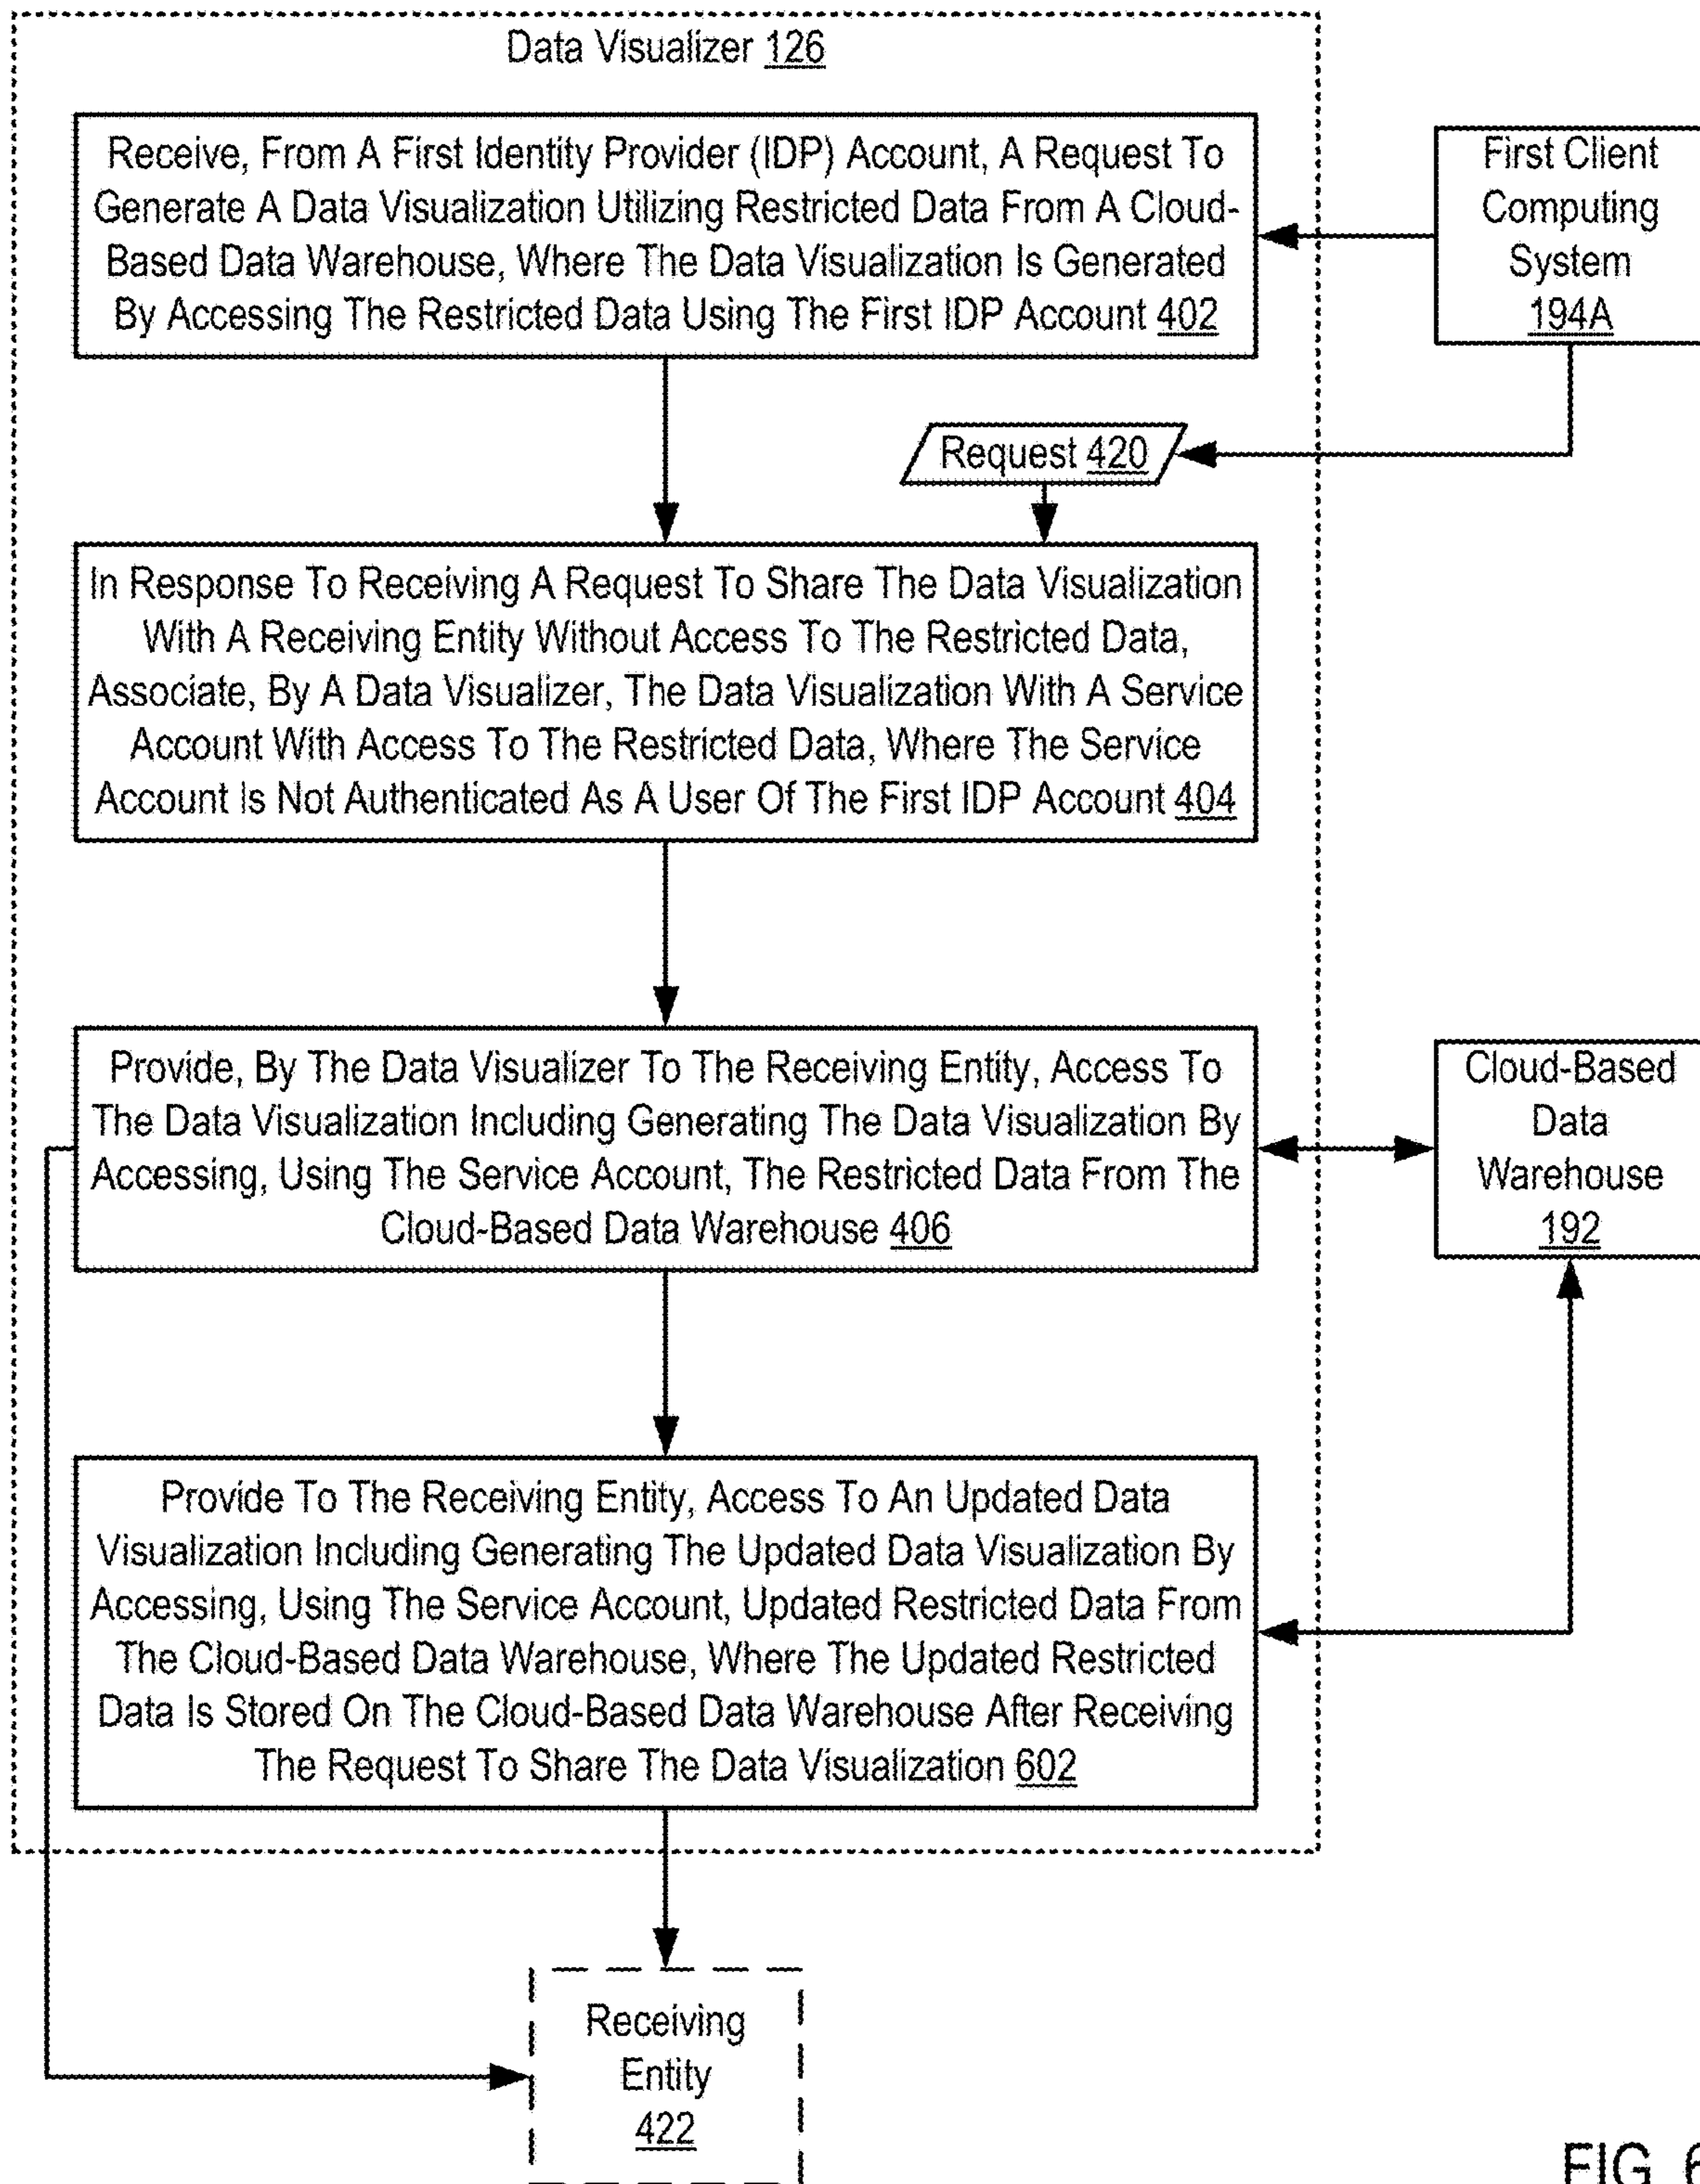 Data Visualizer 126
Receive, From A First Identity Provider (IDP) Account, A Request To
Generate A Data Visualization Utilizing Restricted Data From A Cloud-
Based Data Warehouse, Where The Data Visualization Is Generated
By Accessing The Restricted Data Using The First IDP Account 402
First Client
Computing
System
194A
Request 420
In Response To Receiving A Request To Share The Data Visualization
With A Receiving Entity Without Access To The Restricted Data,
Associate, By A Data Visualizer, The Data Visualization With A Service
Account With Access To The Restricted Data, Where The Service
Account Is Not Authenticated As A User Of The First IDP Account 404
Provide, By The Data Visualizer To The Receiving Entity, Access To
The Data Visualization Including Generating The Data Visualization By
Accessing, Using The Service Account, The Restricted Data From The
Cloud-Based Data Warehouse 406
Cloud-Based
Data
Warehouse
192
Provide To The Receiving Entity, Access To An Updated Data
Visualization Including Generating The Updated Data Visualization By
Accessing, Using The Service Account, Updated Restricted Data From
The Cloud-Based Data Warehouse, Where The Updated Restricted
Data Is Stored On The Cloud-Based Data Warehouse After Receiving
The Request To Share The Data Visualization 602
Receiving
Entity
422
FIG. 6